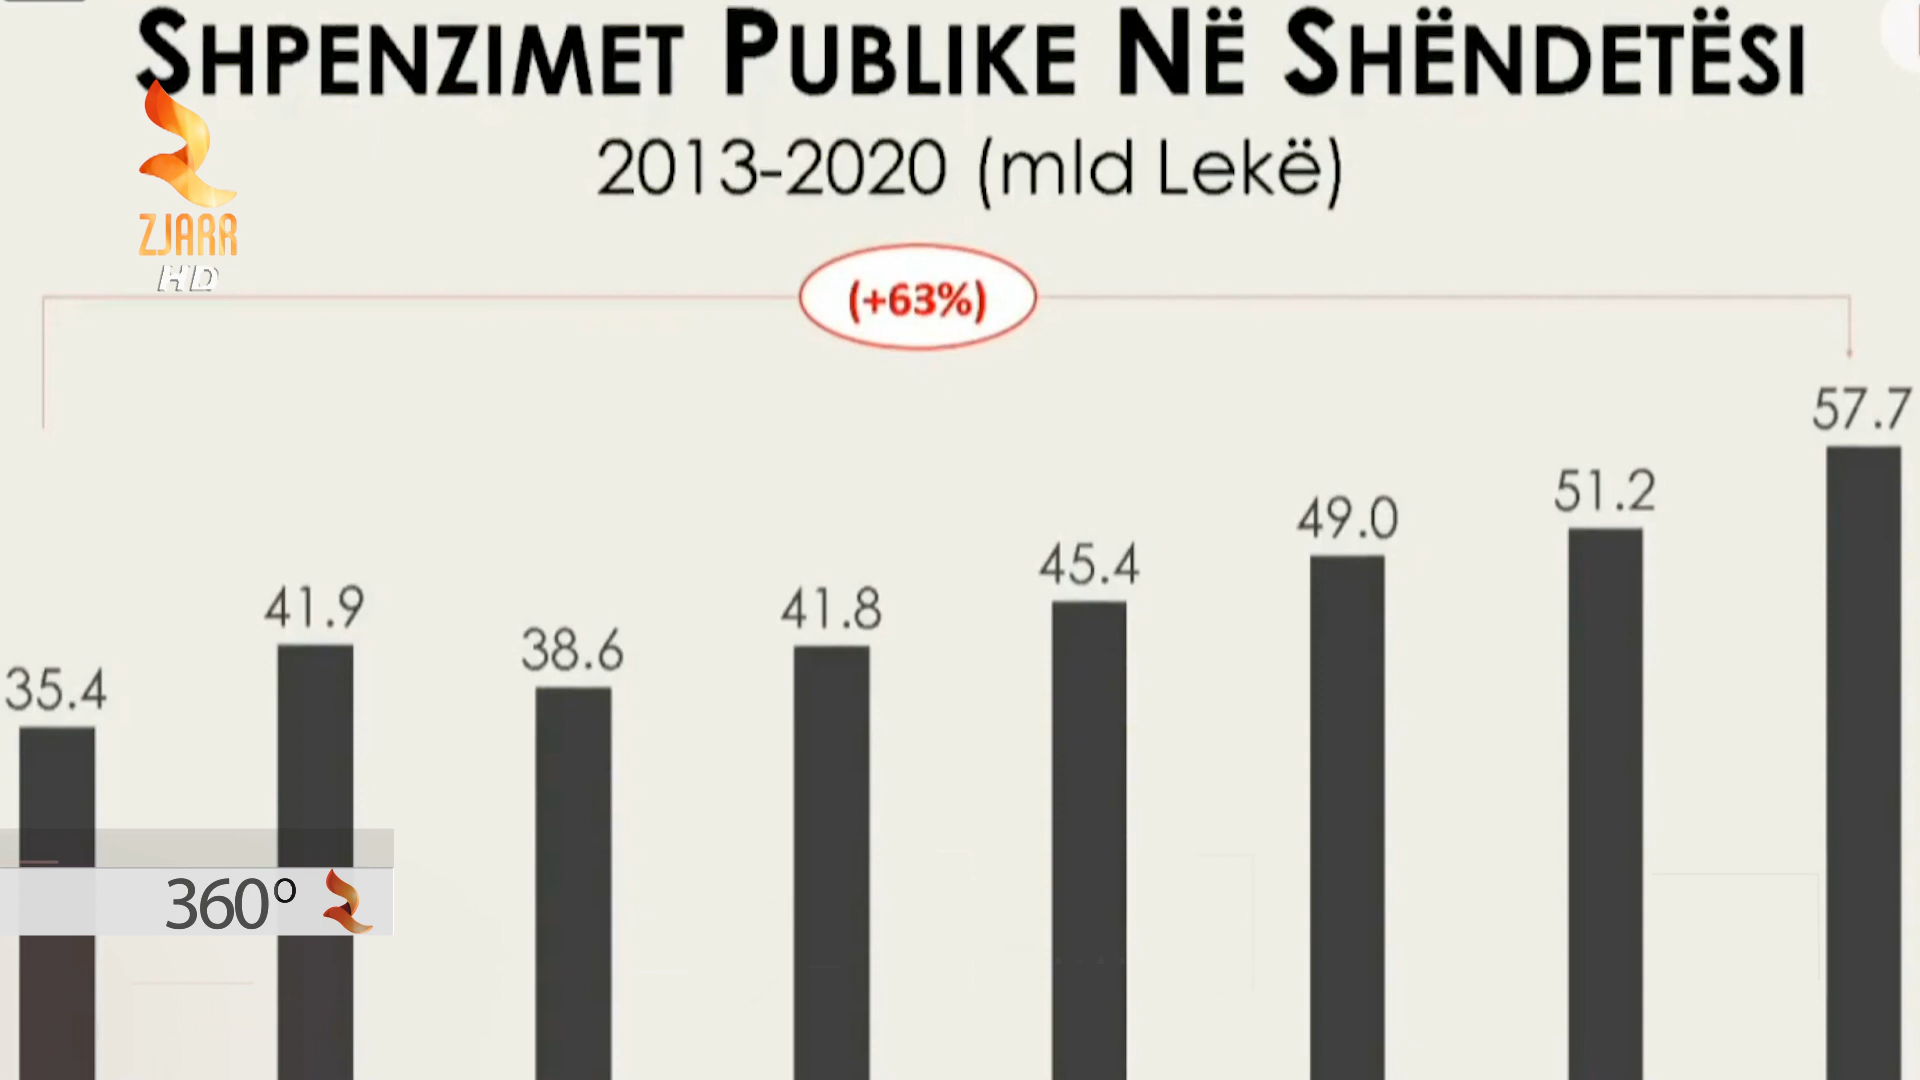 SHPENZIMET PUBLIKE NË SHËNDETËSI
2013-2020 (mld Lekë)
ZJARR
HD
(+63%)
35.4
41.9
38.6
41.8
45.4
49.0
51.2
57.7
360°